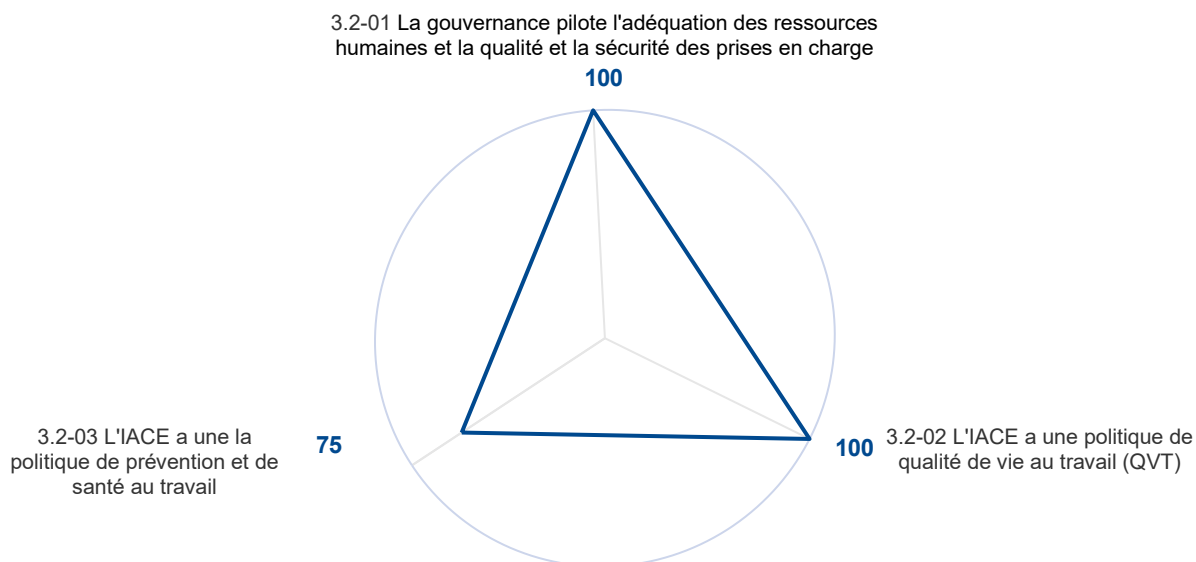 3.2-01 La gouvernance pilote l'adéquation des ressources
humaines et la qualité et la sécurité des prises en charge
100
3.2-03 L'IACE a une la
politique de prévention et de
santé au travail
75
100
3.2-02 L'IACE a une politique de
qualité de vie au travail (QVT)